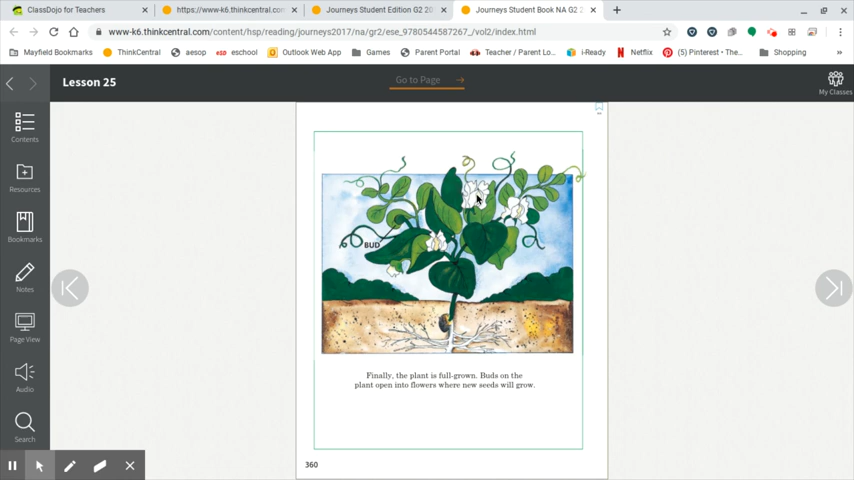 ClassDojo for Teachers
https://www-k6.thinkcentral.com/
Journeys Student Edition G2 20
Journeys Student Book NA G2 2
www-k6.thinkcentral.com/content/hsp/reading/journeys2017/na/gr2/ese_9780544587267_/vol2/index.html
Mayfield Bookmarks
ThinkCentral
aesop
eschool
Outlook Web App
Games
Parent Portal
Teacher / Parent Lo...
i-Ready
Netflix
(5) Pinterest • The...
Shopping
Lesson 25
Go to Page
My Classes
Contents
Resources
Bookmarks
Notes
Page View
Audio
Search
BUD
Finally, the plant is full-grown. Buds on the
plant open into flowers where new seeds will grow.
360